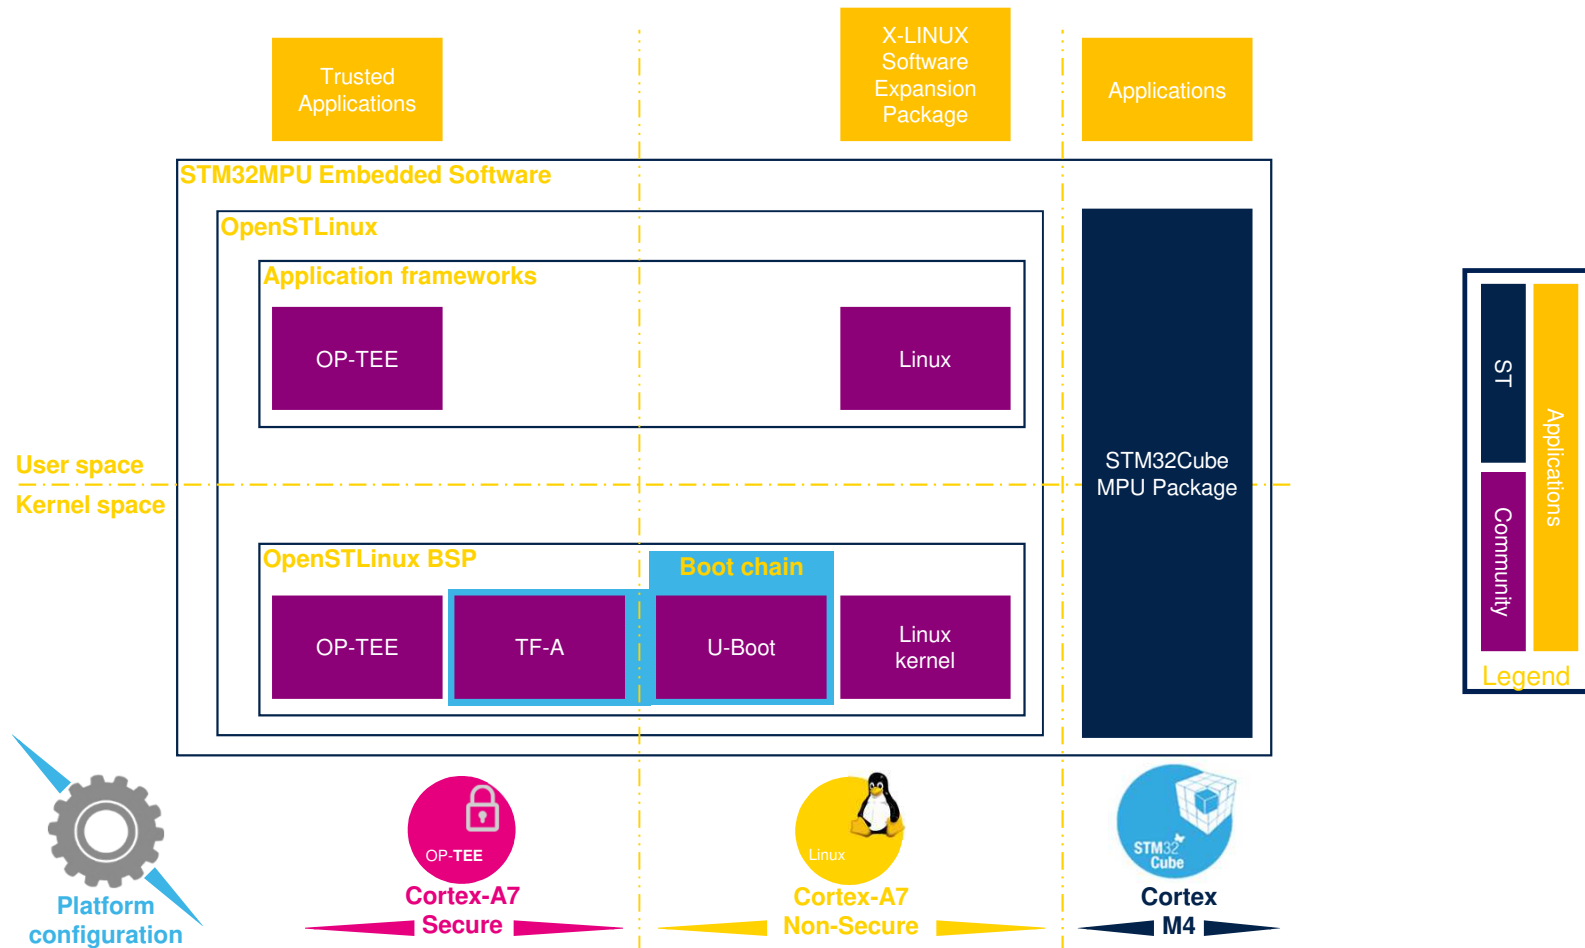 Trusted
Applications
X-LINUX
Software
Expansion
Package
Applications
STM32MPU Embedded Software
OpenSTLinux
Application frameworks
OP-TEE
Linux
STM32Cube
MPU Package
User space
Kernel space
OpenSTLinux BSP
Boot chain
OP-TEE
TF-A
U-Boot
Linux
kernel
ST
Community
Applications
Legend
Platform
configuration
OP-TEE
Cortex-A7
Secure
Linux
Cortex-A7
Non-Secure
STM32
Cube
Cortex
M4